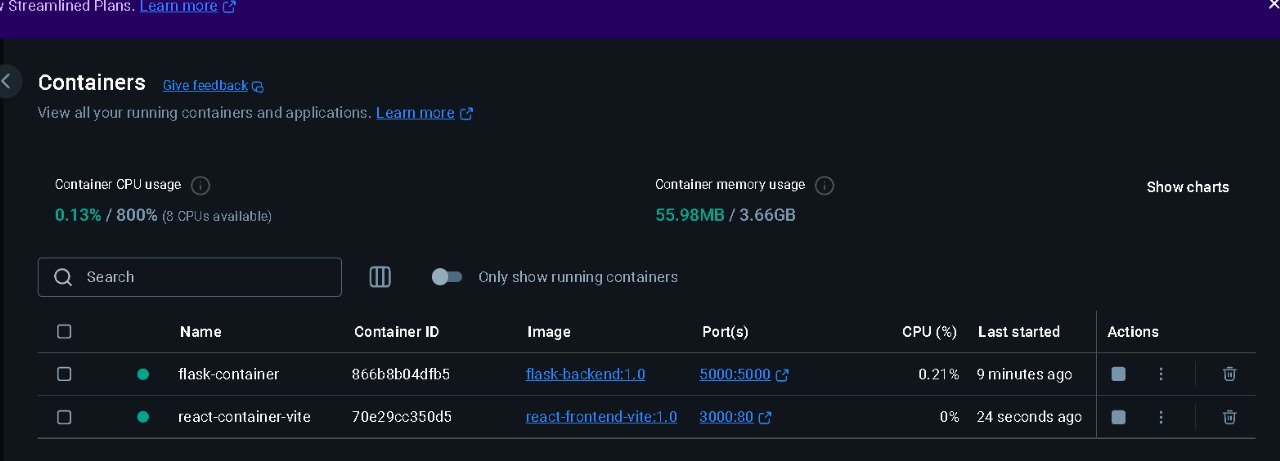 Streamlined Plans. Learn more
Containers Give feedback
View all your running containers and applications. Learn more
Container CPU usage Container memory usage Show charts
0.13% / 800% (8 CPUs available) 55.98MB / 3.66GB
Search Only show running containers
Name Container ID Image Port(s) CPU (%) Last started Actions
flask-container 866b8b04dfb5 flask-backend:1.0 5000:5000 0.21% 9 minutes ago
react-container-vite 70e29cc350d5 react-frontend-vite:1.0 3000:80 0% 24 seconds ago